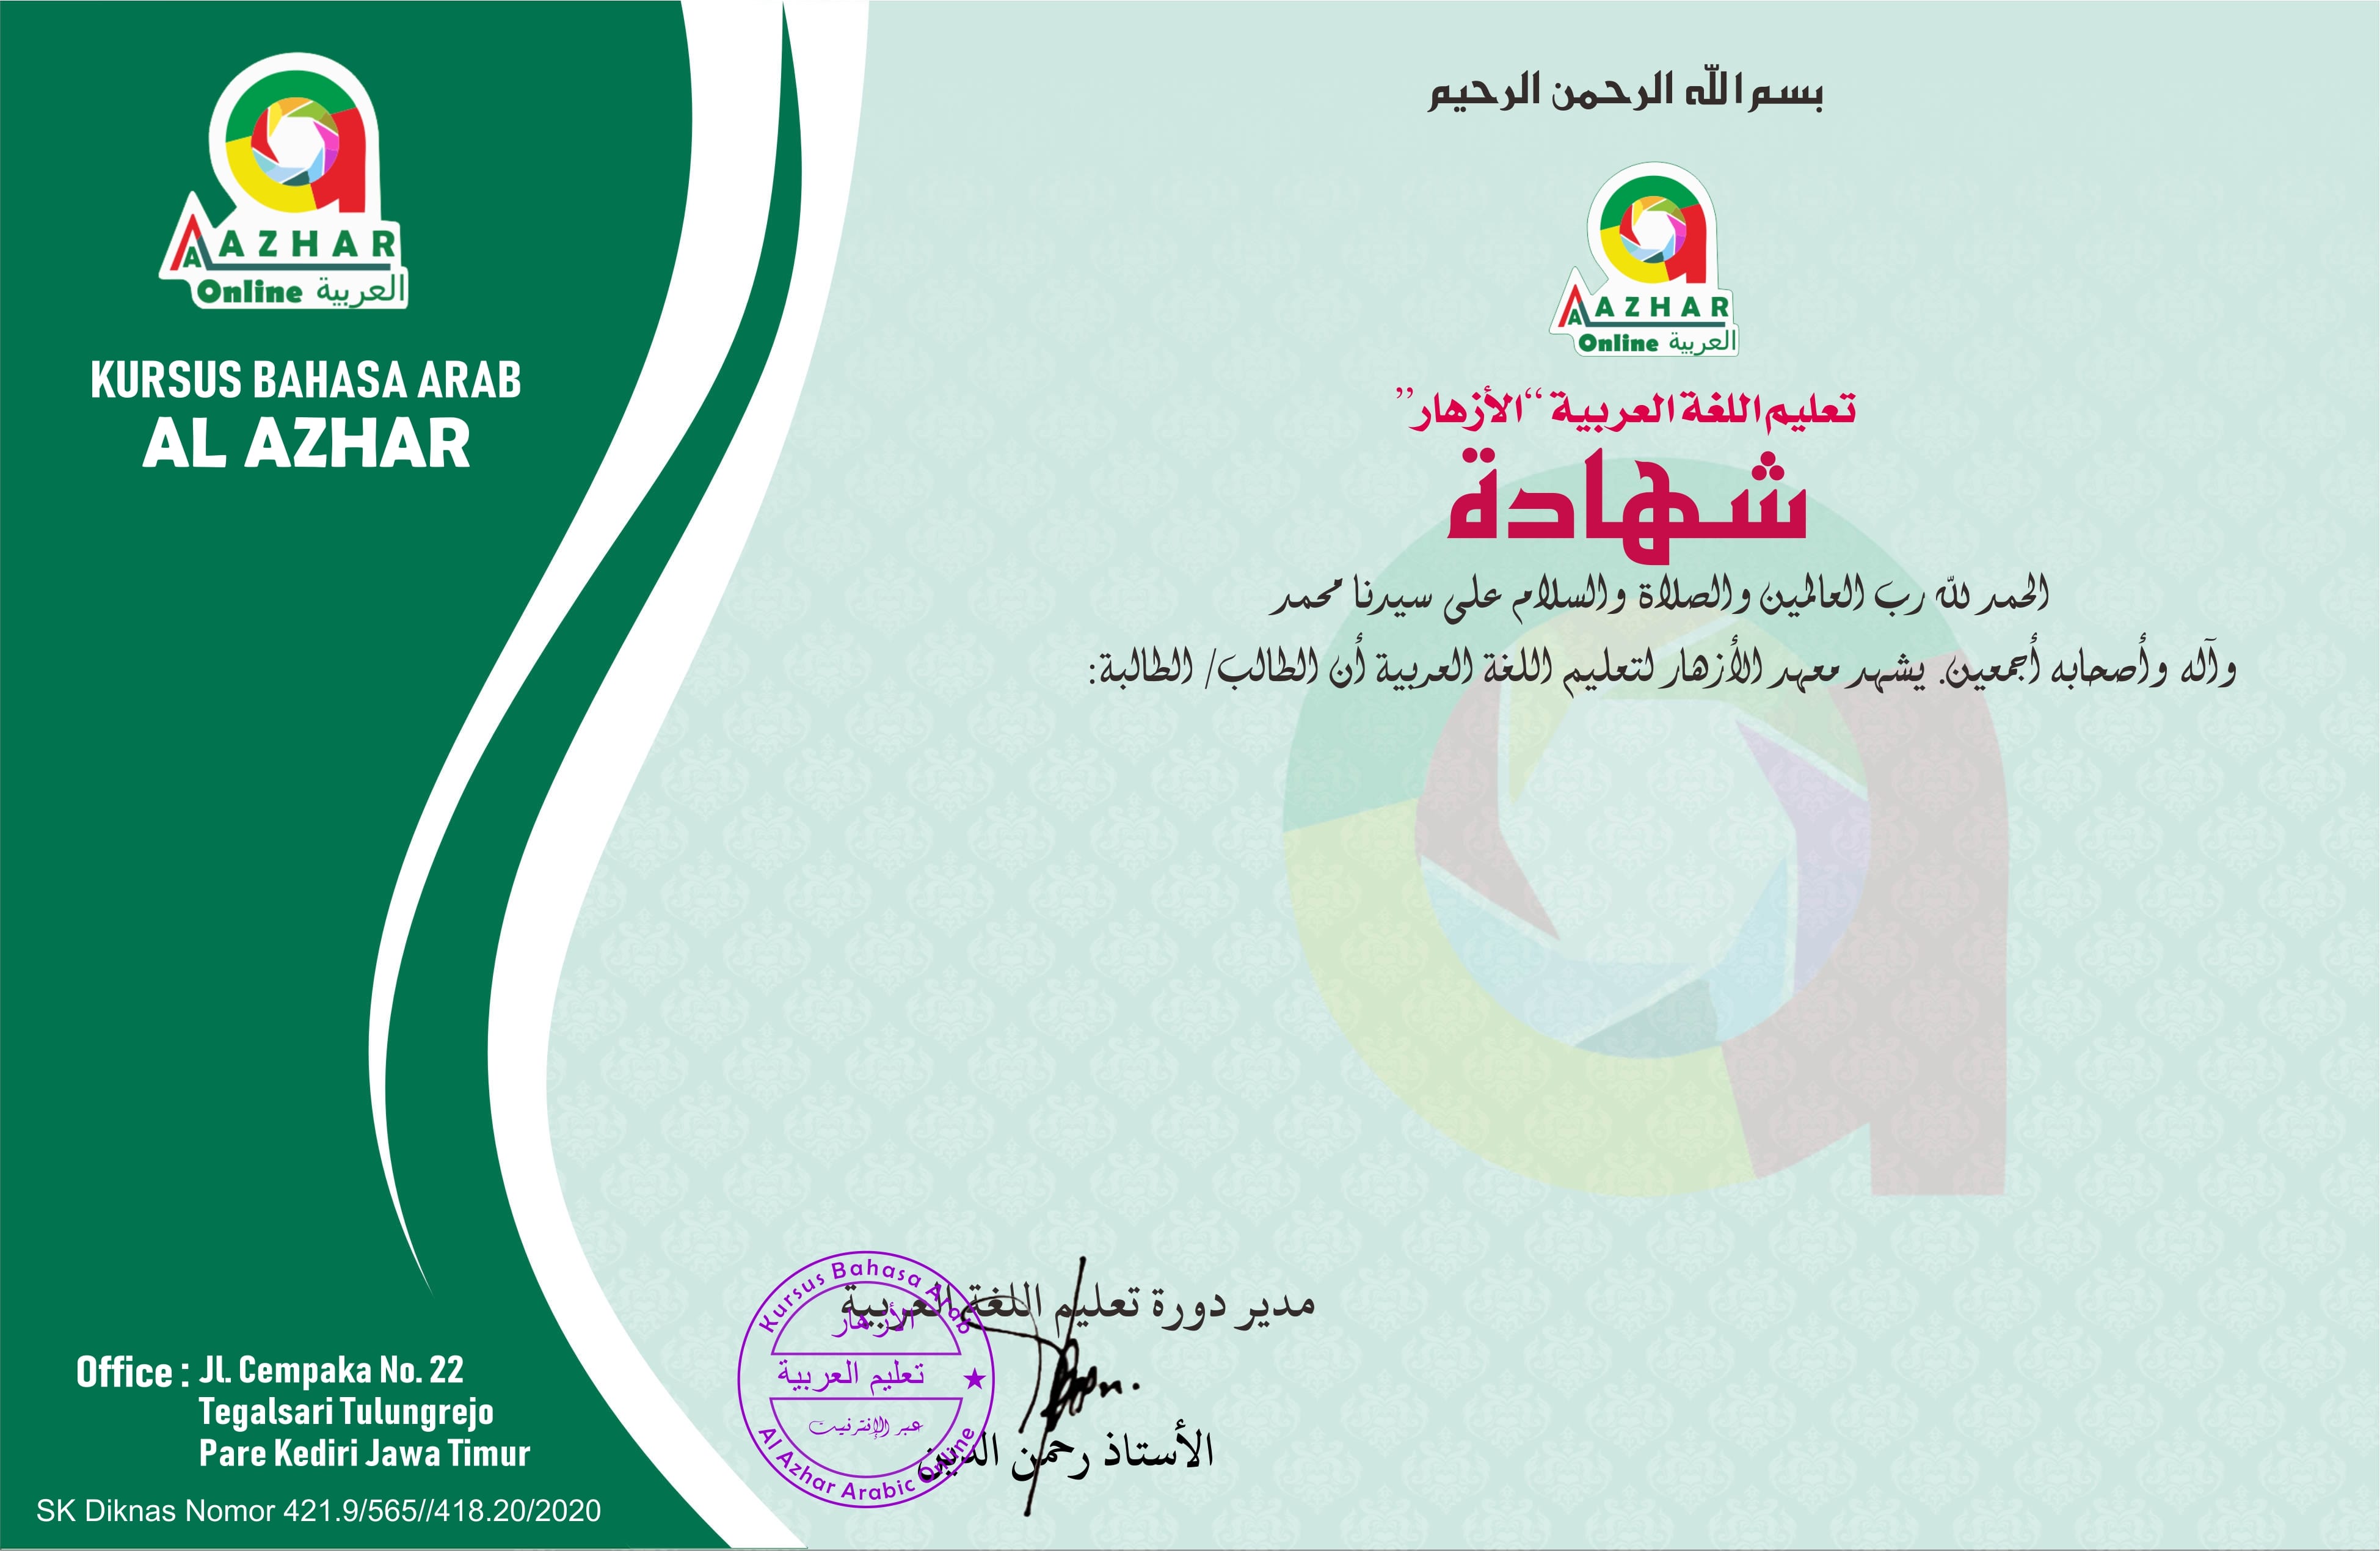 AZHAR
Online العربية
KURSUS BAHASA ARAB
AL AZHAR
Office : Jl. Cempaka No. 22
Tegalsari Tulungrejo
Pare Kediri Jawa Timur
SK Diknas Nomor 421.9/565//418.20/2020
بسم الله الرحمن الرحيم
AZHAR
Online العربية
تعليم اللغة العربية “الأزهار”
شهادة
الحمد لله رب العالمين والصلاة والسلام على سيدنا محمد
وآله وأصحابه أجمعين. يشهد معهد الأزهار لتعليم اللغة العربية أن الطالب/ الطالبة:
مدير دورة تعليم اللغة العربية
Kursus Bahasa Arab
الأزهار
تعليم العربية
عبر الإنترنيت
Al Azhar Arabic Online
الأستاذ رحمن الدين